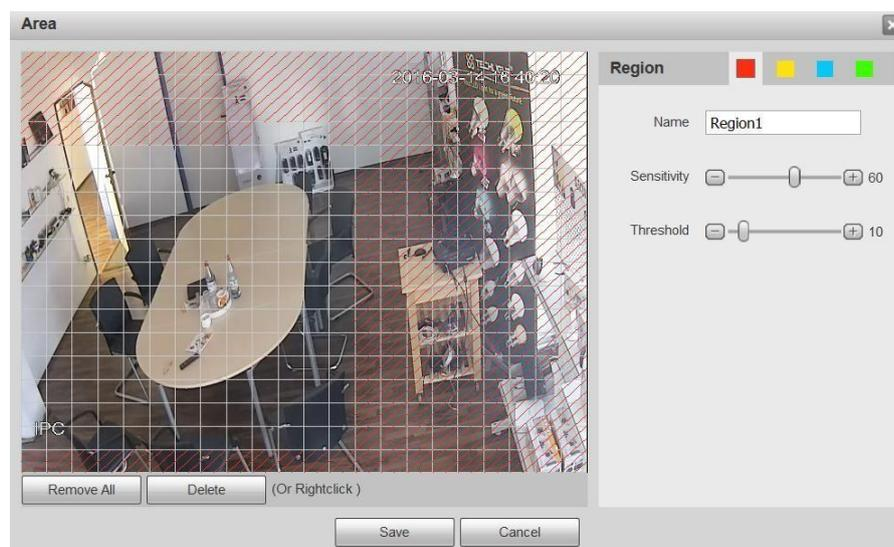 Area
2016-03-14 16:40:20
IPC
Remove All
Delete
(Or Rightclick )
Region
Name
Region1
Sensitivity
60
Threshold
10
Save
Cancel